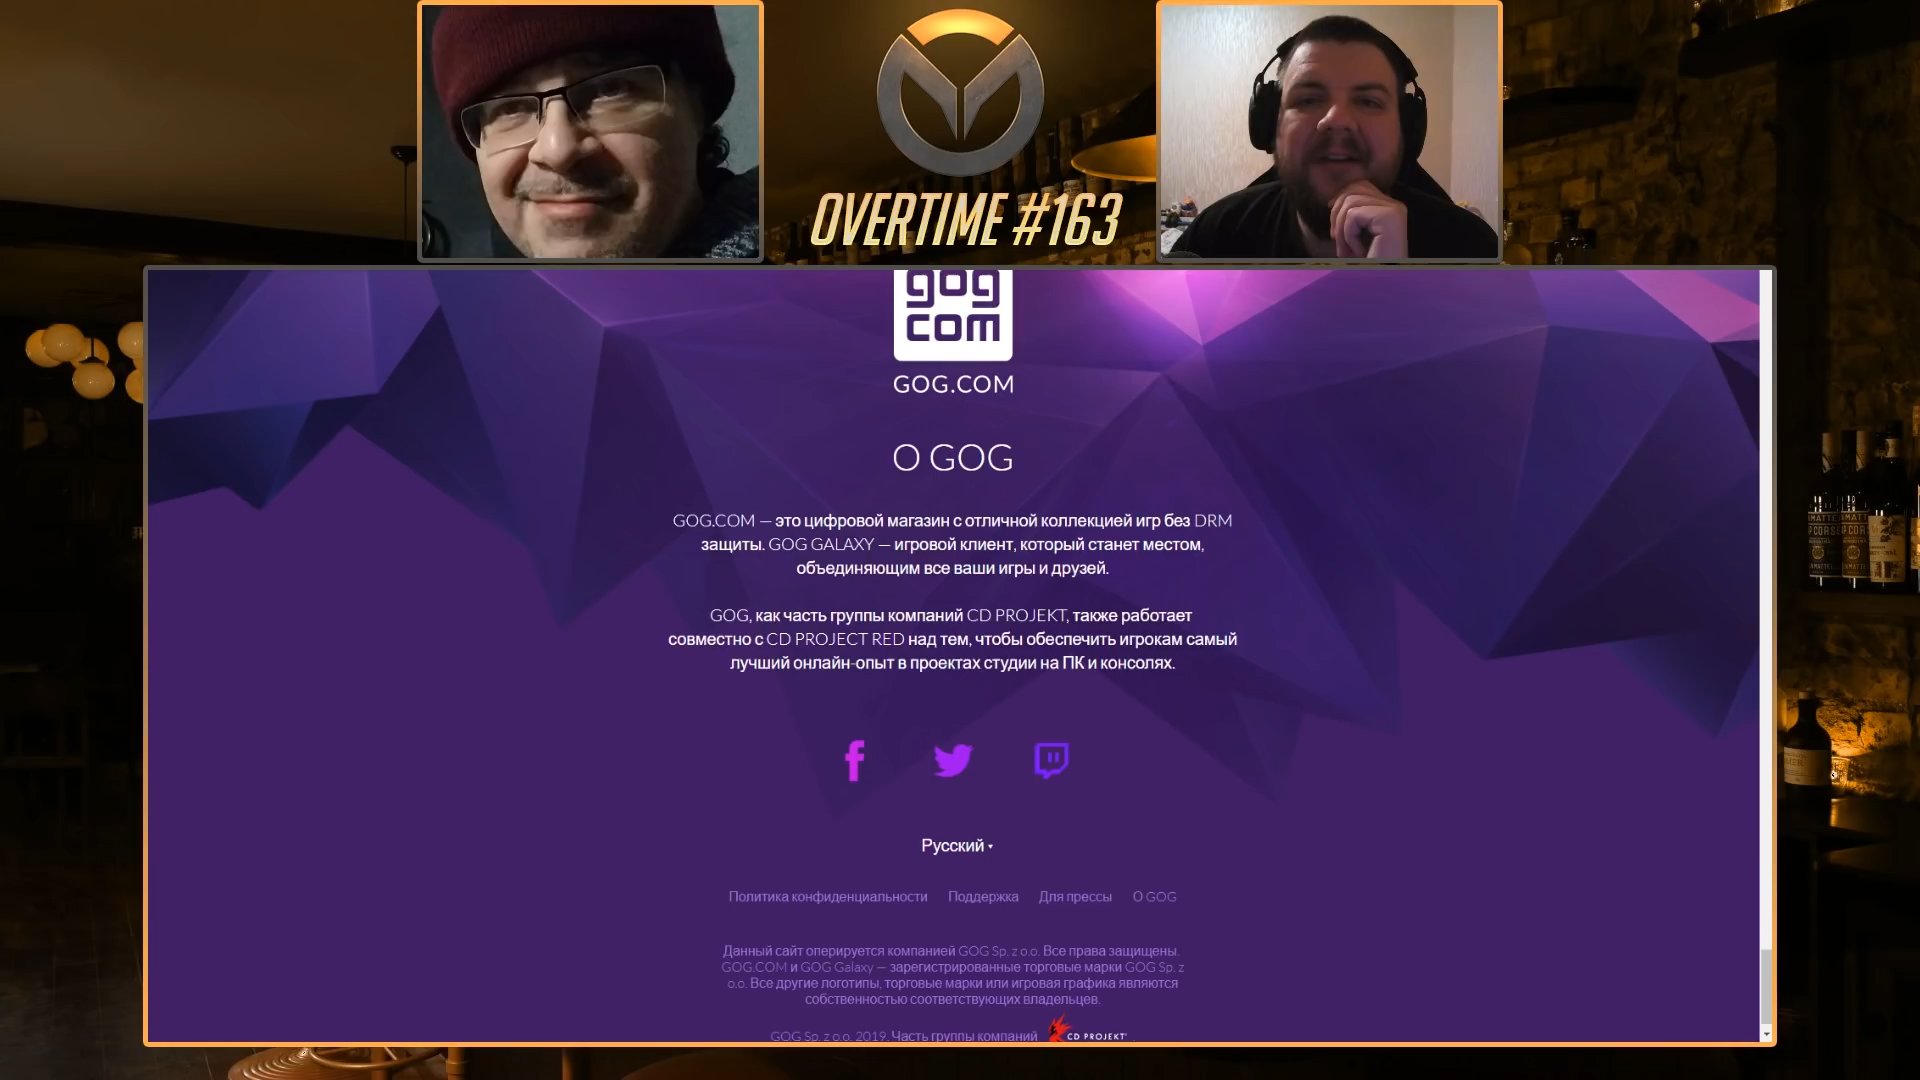 OVERTIME #163
gog
com
GOG.COM
О GOG
GOG.COM — это цифровой магазин с отличной коллекцией игр без DRM
защиты. GOG GALAXY — игровой клиент, который станет местом,
объединяющим все ваши игры и друзей.
GOG, как часть группы компаний CD PROJEKT, также работает
совместно с CD PROJECT RED над тем, чтобы обеспечить игрокам самый
лучший онлайн-опыт в проектах студии на ПК и консолях.
Русский
Политика конфиденциальности Поддержка Для прессы О GOG
Данный сайт оперируется компанией GOG Sp. z o.o. Все права защищены.
GOG.COM и GOG Galaxy — зарегистрированные торговые марки GOG Sp. z
o.o. Все другие логотипы, торговые марки или игровая графика являются
собственностью соответствующих владельцев.
GOG Sp. z o.o. 2019. Часть группы компаний CD PROJEKT